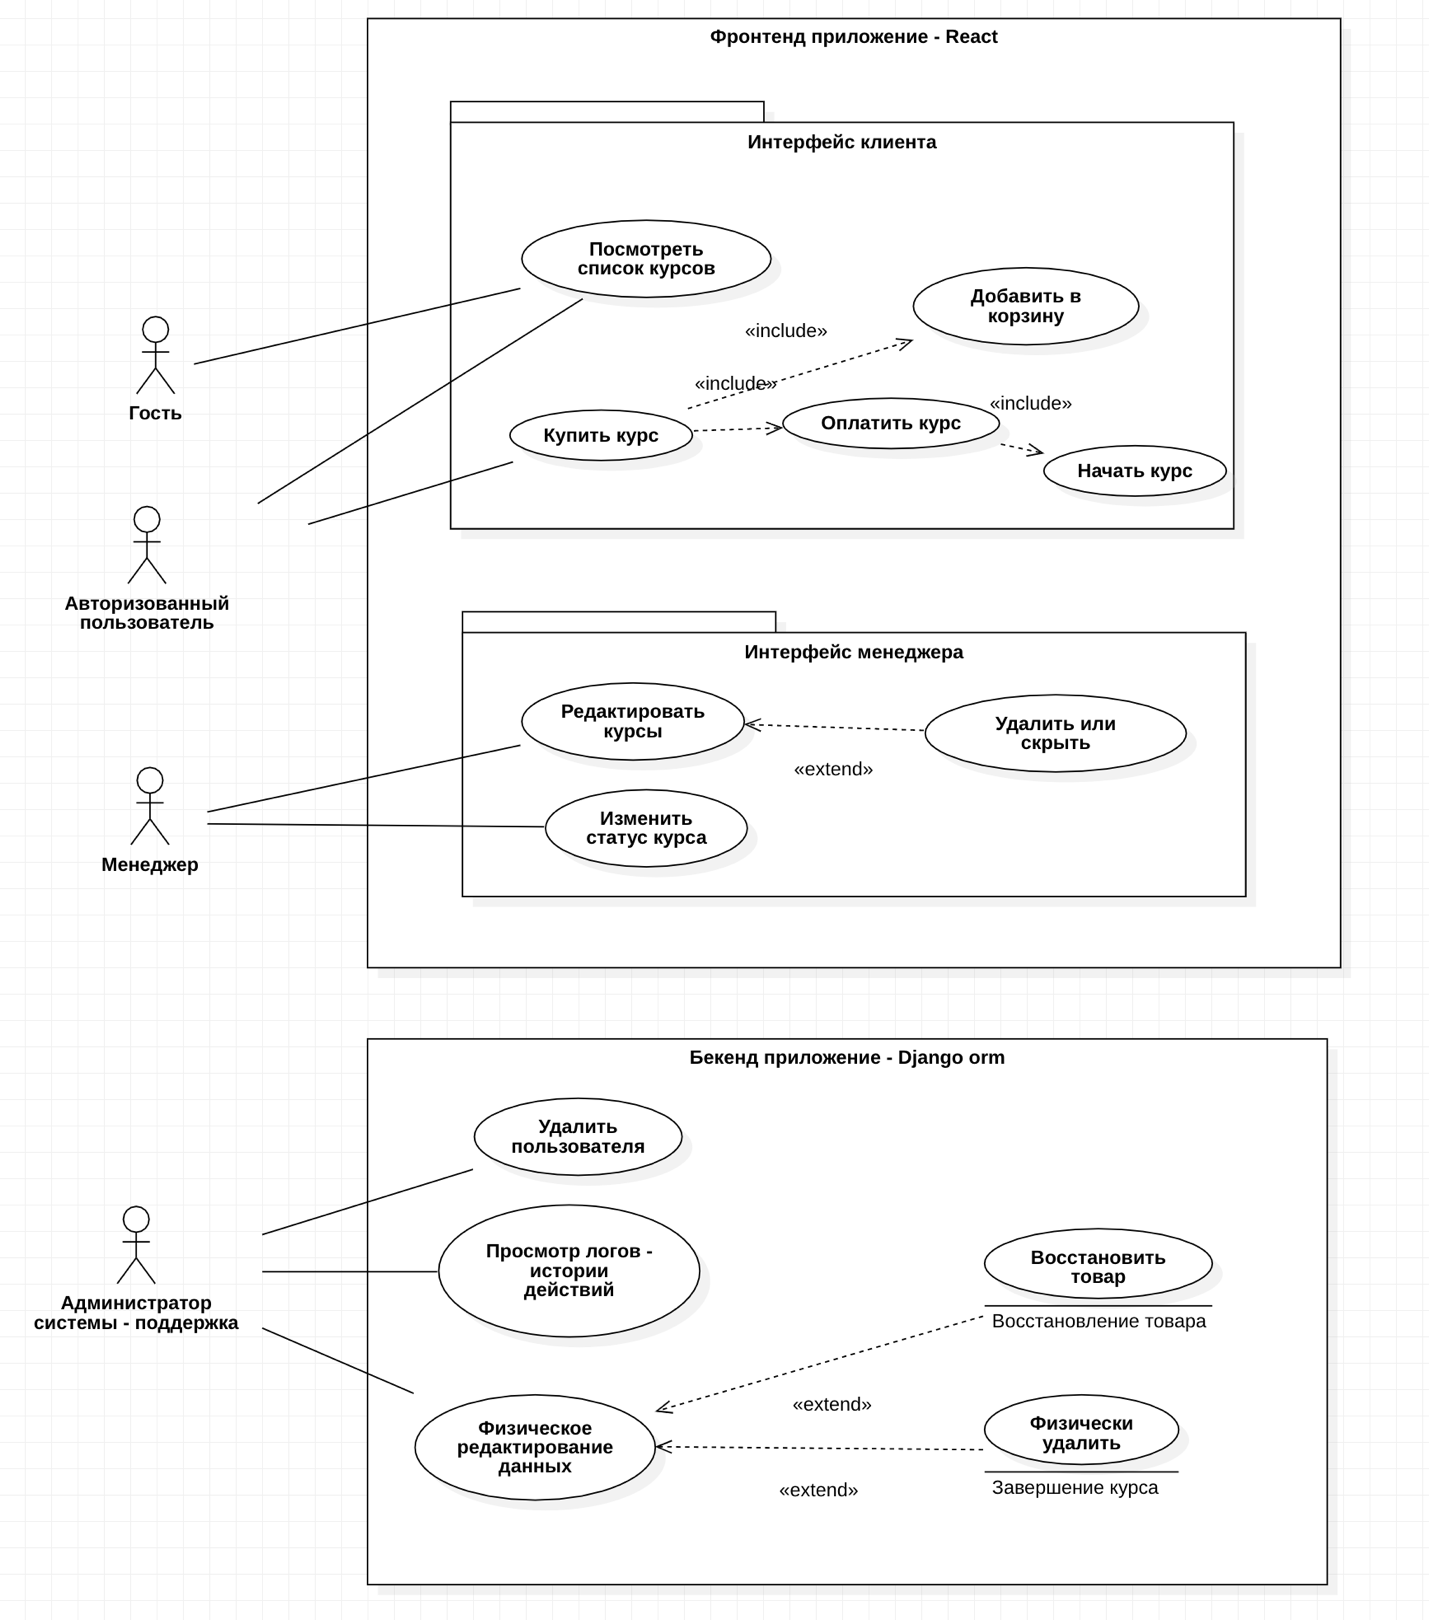 Фронтенд приложение - React
Интерфейс клиента
Посмотреть
список курсов
Добавить в
корзину
«include»
«include»
«include»
Купить курс
Оплатить курс
Начать курс
Гость
Авторизованный
пользователь
Интерфейс менеджера
Редактировать
курсы
Удалить или
скрыть
«extend»
Изменить
статус курса
Менеджер
Бекенд приложение - Django orm
Удалить
пользователя
Просмотр логов -
истории
действий
Восстановить
товар
Восстановление товара
Администратор
системы - поддержка
«extend»
Физическое
редактирование
данных
Физически
удалить
Завершение курса
«extend»